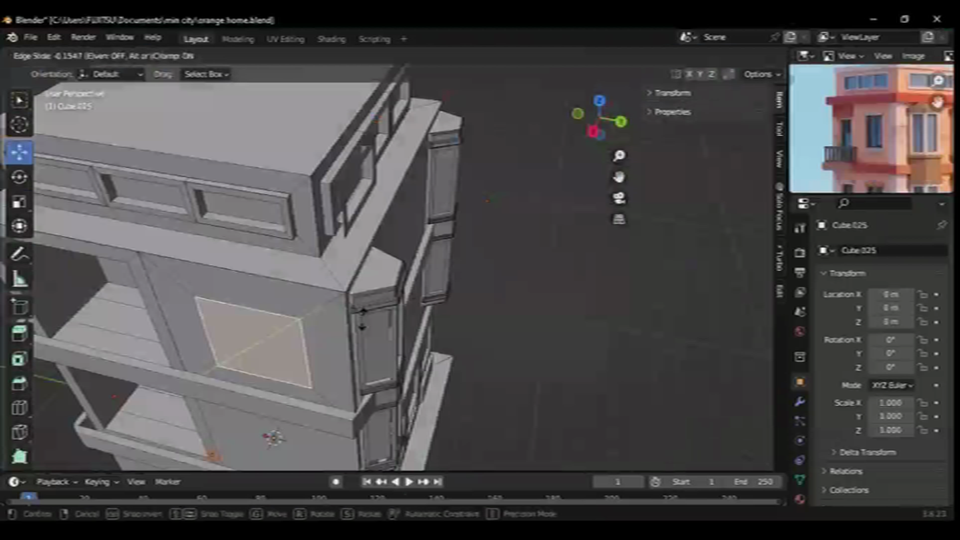 Blender* [C:\Users\FUJITSU\Documents\min city\orange home.blend]
File Edit Render Window Help Layout Modeling UV Editing Shading Scripting + Scene ViewLayer
Edge Slide: -0.1547 (E)ven: OFF, Alt or (C)lamp: ON View Image
Orientation: Default Drag: Select Box X Y Z Options
User Perspective
(1) Cube.025
Transform
Properties
Item
Tool
View
Edit
Cube.025
Cube.025
Transform
Location X 0 m
Y 0 m
Z 0 m
Rotation X 0°
Y 0°
Z 0°
Mode XYZ Euler
Scale X 1.000
Y 1.000
Z 1.000
Delta Transform
Relations
Collections
Playback Keying View Marker 1 Start 1 End 250
Confirm Cancel Snap Invert Snap Toggle Move Rotate Resize Automatic Constraint Precision Mode